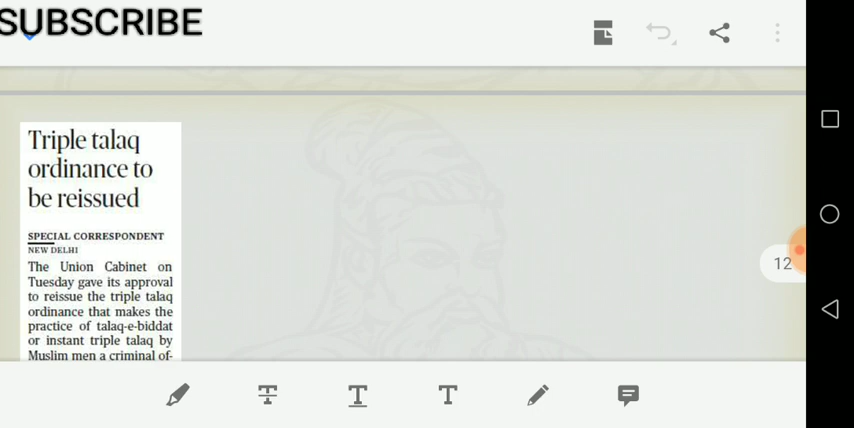 SUBSCRIBE
Triple talaq
ordinance to
be reissued
SPECIAL CORRESPONDENT
NEW DELHI
The Union Cabinet on
Tuesday gave its approval
to reissue the triple talaq
ordinance that makes the
practice of talaq-e-biddat
or instant triple talaq by
Muslim men a criminal of-
12
T
T
T